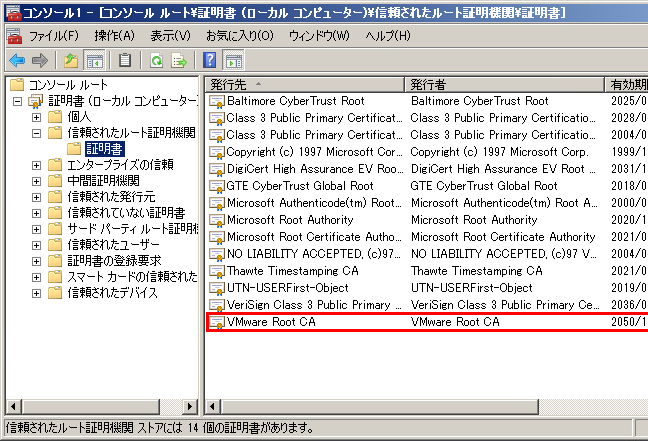 コンソール1 - [コンソール ルート¥証明書 (ローカル コンピューター)¥信頼されたルート証明機関¥証明書]
ファイル(F) 操作(A) 表示(V) お気に入り(O) ウィンドウ(W) ヘルプ(H)
コンソール ルート
証明書 (ローカル コンピューター)
個人
信頼されたルート証明機関
証明書
エンタープライズの信頼
中間証明機関
信頼された発行元
信頼されていない証明書
サード パーティ ルート証明機
信頼されたユーザー
証明書の登録要求
スマート カードの信頼された
信頼されたデバイス
発行先 発行者 有効期
Baltimore CyberTrust Root Baltimore CyberTrust Root 2025/0
Class 3 Public Primary Certificatio... Class 3 Public Primary Certificatio... 2028/0
Class 3 Public Primary Certificatio... Class 3 Public Primary Certificatio... 2004/0
Copyright (c) 1997 Microsoft C... Copyright (c) 1997 Microsoft Corp. 1999/1
DigiCert High Assurance EV Roo... DigiCert High Assurance EV Root ... 2031/1
GTE CyberTrust Global Root GTE CyberTrust Global Root 2018/0
Microsoft Authenticode(tm) Root... Microsoft Authenticode(tm) Root A... 2000/0
Microsoft Root Authority Microsoft Root Authority 2020/1
Microsoft Root Certificate Autho... Microsoft Root Certificate Authori... 2021/0
NO LIABILITY ACCEPTED, (c)97 ... NO LIABILITY ACCEPTED, (c)97 V... 2004/0
Thawte Timestamping CA Thawte Timestamping CA 2021/0
UTN-USERFirst-Object UTN-USERFirst-Object 2019/0
VeriSign Class 3 Public Primary ... VeriSign Class 3 Public Primary Ce... 2036/0
VMware Root CA VMware Root CA 2050/1
信頼されたルート証明機関 ストアには 14 個の証明書があります。